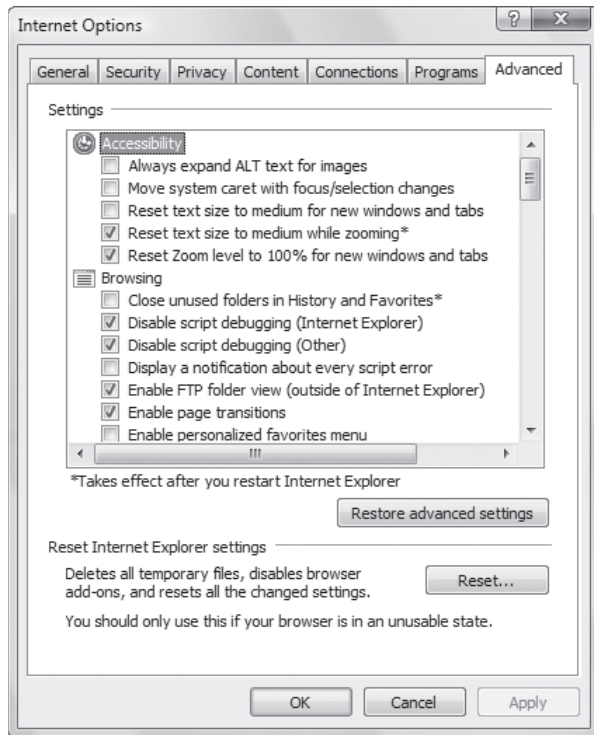 Internet Options
General Security Privacy Content Connections Programs Advanced
Settings
Accessibility
Always expand ALT text for images
Move system caret with focus/selection changes
Reset text size to medium for new windows and tabs
Reset text size to medium while zooming*
Reset Zoom level to 100% for new windows and tabs
Browsing
Close unused folders in History and Favorites*
Disable script debugging (Internet Explorer)
Disable script debugging (Other)
Display a notification about every script error
Enable FTP folder view (outside of Internet Explorer)
Enable page transitions
Enable personalized favorites menu
*Takes effect after you restart Internet Explorer
Restore advanced settings
Reset Internet Explorer settings
Deletes all temporary files, disables browser
add-ons, and resets all the changed settings.
Reset...
You should only use this if your browser is in an unusable state.
OK Cancel Apply